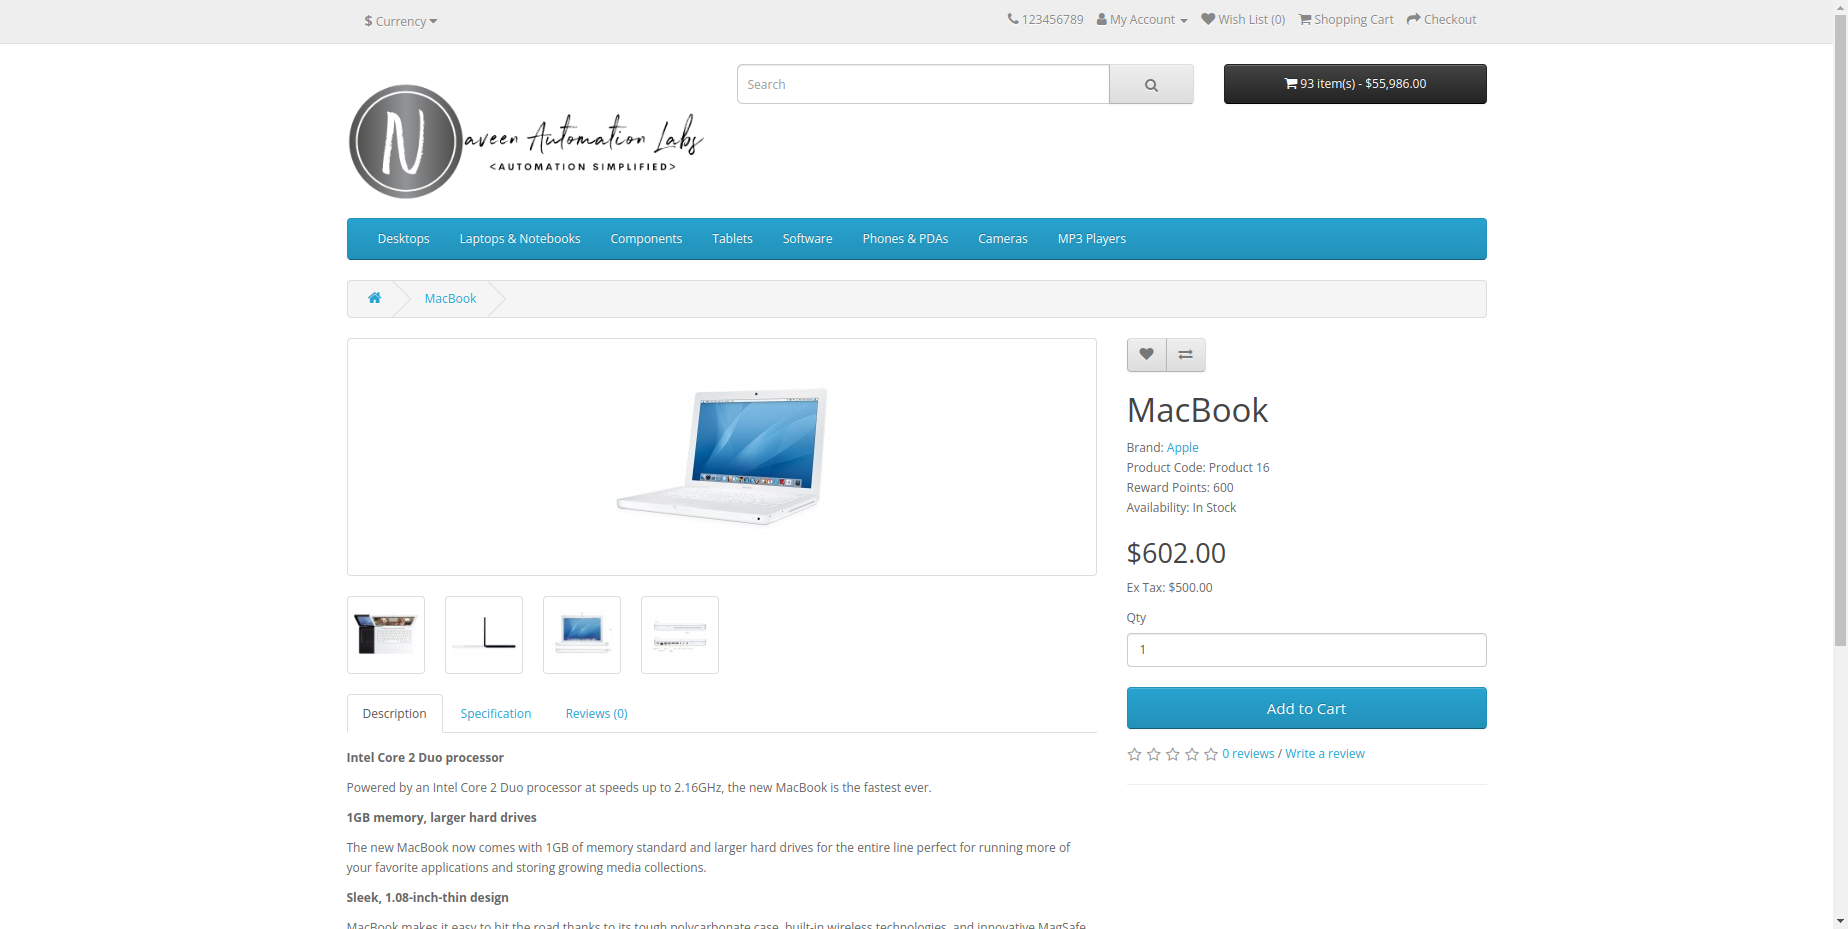 $ Currency
123456789 My Account Wish List (0) Shopping Cart Checkout
Search
93 item(s) - $55,986.00
N aveen Automation Labs
<AUTOMATION SIMPLIFIED>
Desktops Laptops & Notebooks Components Tablets Software Phones & PDAs Cameras MP3 Players
MacBook
MacBook
Brand: Apple
Product Code: Product 16
Reward Points: 600
Availability: In Stock
$602.00
Ex Tax: $500.00
Qty
1
Add to Cart
0 reviews / Write a review
Description Specification Reviews (0)
Intel Core 2 Duo processor
Powered by an Intel Core 2 Duo processor at speeds up to 2.16GHz, the new MacBook is the fastest ever.
1GB memory, larger hard drives
The new MacBook now comes with 1GB of memory standard and larger hard drives for the entire line perfect for running more of
your favorite applications and storing growing media collections.
Sleek, 1.08-inch-thin design
MacBook makes it easy to hit the road thanks to its tough polycarbonate case, built-in wireless technologies, and innovative MagSafe